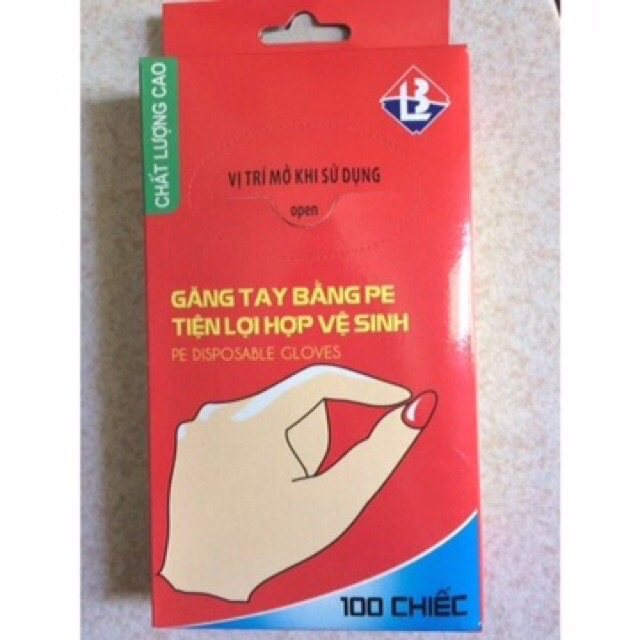 CHẤT LƯỢNG CAO
VỊ TRÍ MỞ KHI SỬ DỤNG
open
GĂNG TAY BẰNG PE
TIỆN LỢI HỢP VỆ SINH
PE DISPOSABLE GLOVES
100 CHIẾC